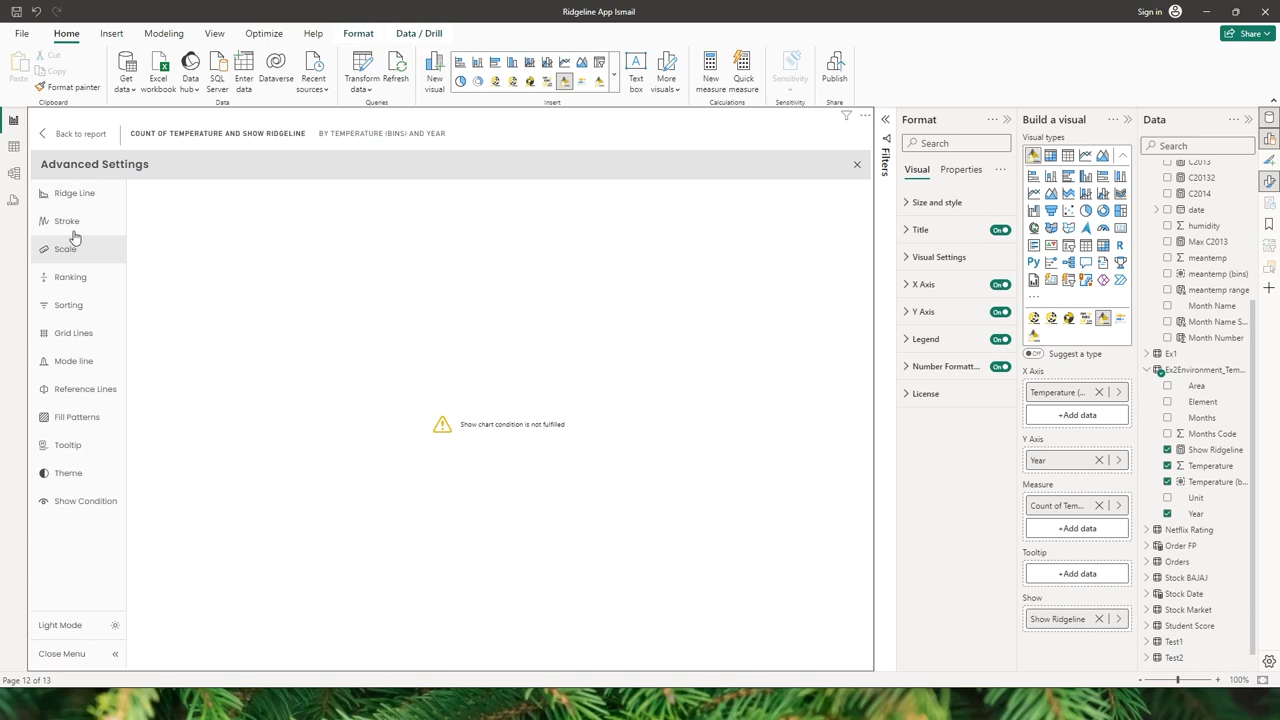 Ridgeline App Ismail
Sign in
File
Home
Insert
Modeling
View
Optimize
Help
Format
Data / Drill
Share
Paste
Cut
Copy
Format painter
Get data
Excel workbook
Data hub
SQL Server
Enter data
Dataverse
Recent sources
Transform data
Refresh
New visual
Text box
More visuals
New measure
Quick measure
Sensitivity
Publish
Clipboard
Data
Queries
Insert
Calculations
Sensitivity
Share
Back to report
COUNT OF TEMPERATURE AND SHOW RIDGELINE
BY TEMPERATURE (BINS) AND YEAR
Advanced Settings
Ridge Line
Stroke
Scale
Ranking
Sorting
Grid Lines
Mode line
Reference Lines
Fill Patterns
Tooltip
Theme
Show Condition
Light Mode
Close Menu
Show chart condition is not fulfilled
Filters
Format
Search
Visual
Properties
Size and style
Title
On
Visual Settings
X Axis
On
Y Axis
On
Legend
On
Number Formatt...
On
License
Build a visual
Visual types
R
Py
Off
Suggest a type
X Axis
Temperature (...
+Add data
Y Axis
Year
Measure
Count of Tem...
+Add data
Tooltip
+Add data
Show
Show Ridgeline
Data
Search
C2013
C20132
C2014
date
humidity
Max C2013
meantemp
meantemp (bins)
meantemp range
Month Name
Month Name S...
Month Number
Ex1
Ex2Environment_Tem...
Area
Element
Months
Months Code
Show Ridgeline
Temperature
Temperature (b...
Unit
Year
Netflix Rating
Order FP
Orders
Stock BAJAJ
Stock Date
Stock Market
Student Score
Test1
Test2
Page 12 of 13
100%